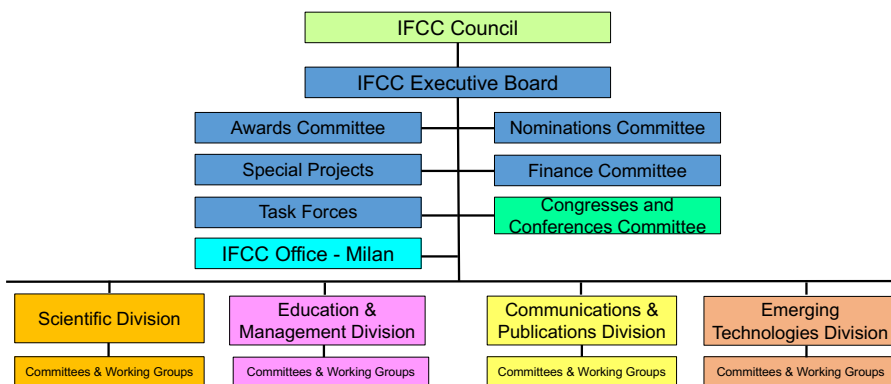 IFCC Council
IFCC Executive Board
Awards Committee
Nominations Committee
Special Projects
Finance Committee
Task Forces
Congresses and
Conferences Committee
IFCC Office - Milan
Scientific Division
Education &
Management Division
Communications &
Publications Division
Emerging
Technologies Division
Committees & Working Groups
Committees & Working Groups
Committees & Working Groups
Committees & Working Groups